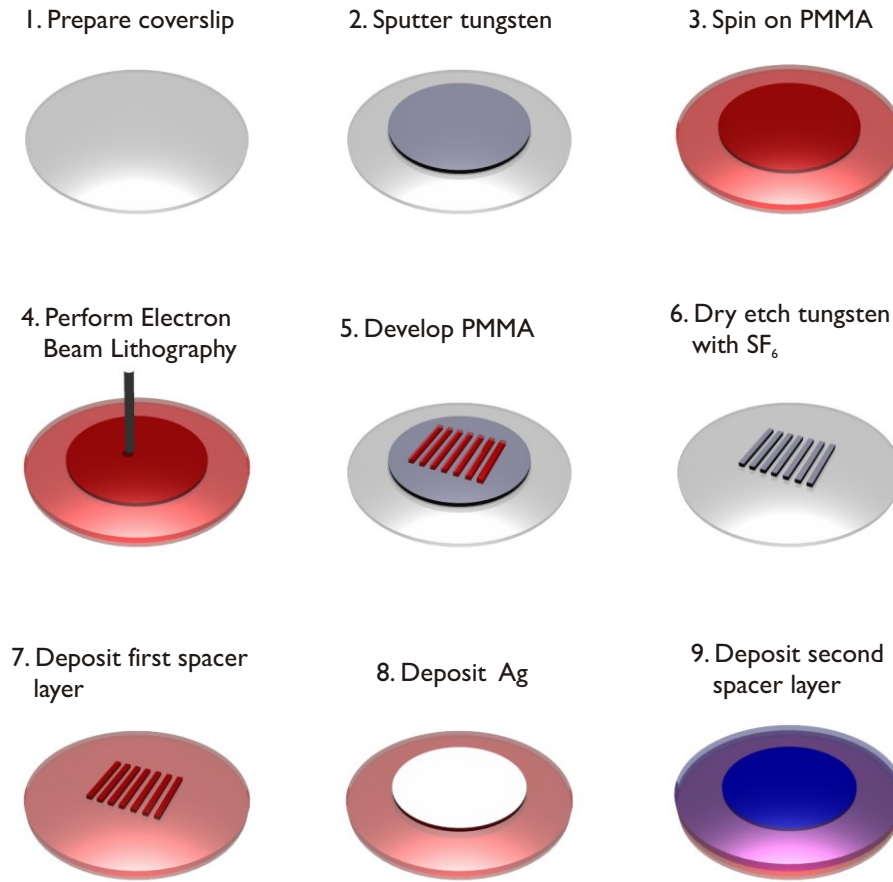 1. Prepare coverslip
2. Sputter tungsten
3. Spin on PMMA
4. Perform Electron
Beam Lithography
5. Develop PMMA
6. Dry etch tungsten
with SF₆
7. Deposit first spacer
layer
8. Deposit Ag
9. Deposit second
spacer layer